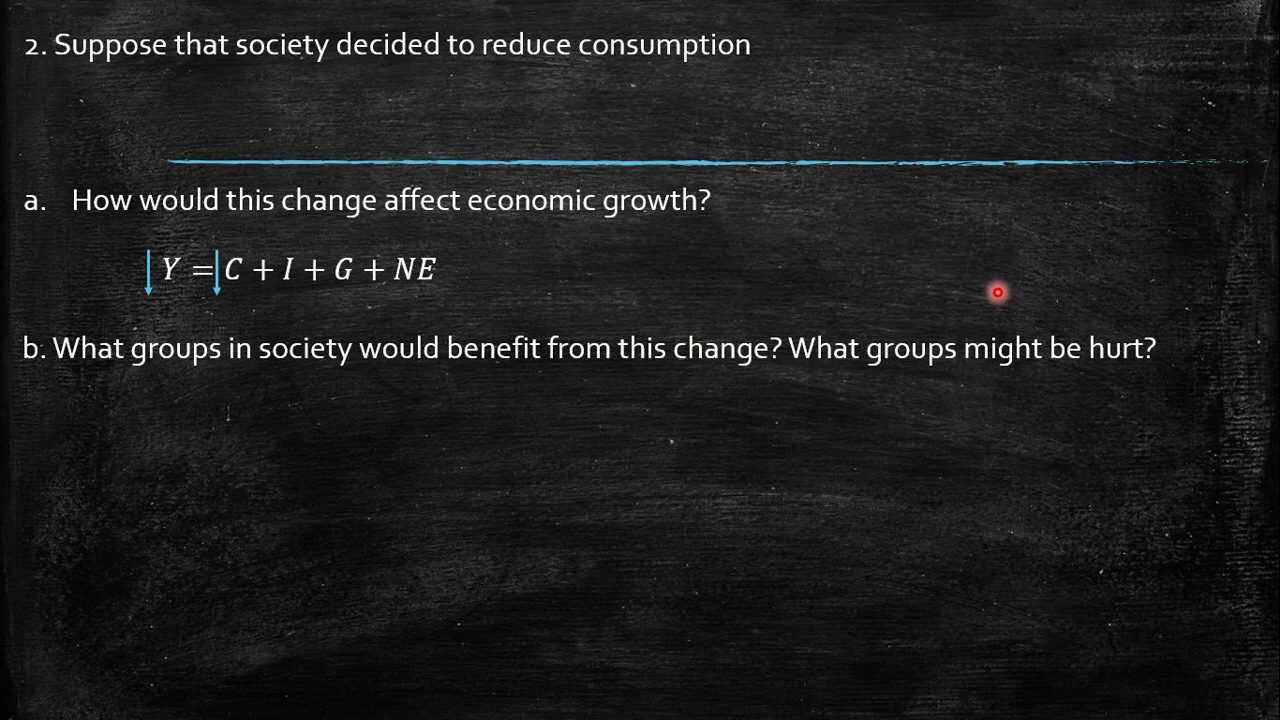 2. Suppose that society decided to reduce consumption
a. How would this change affect economic growth?
↓Y =↓C + I + G + NE
b. What groups in society would benefit from this change? What groups might be hurt?